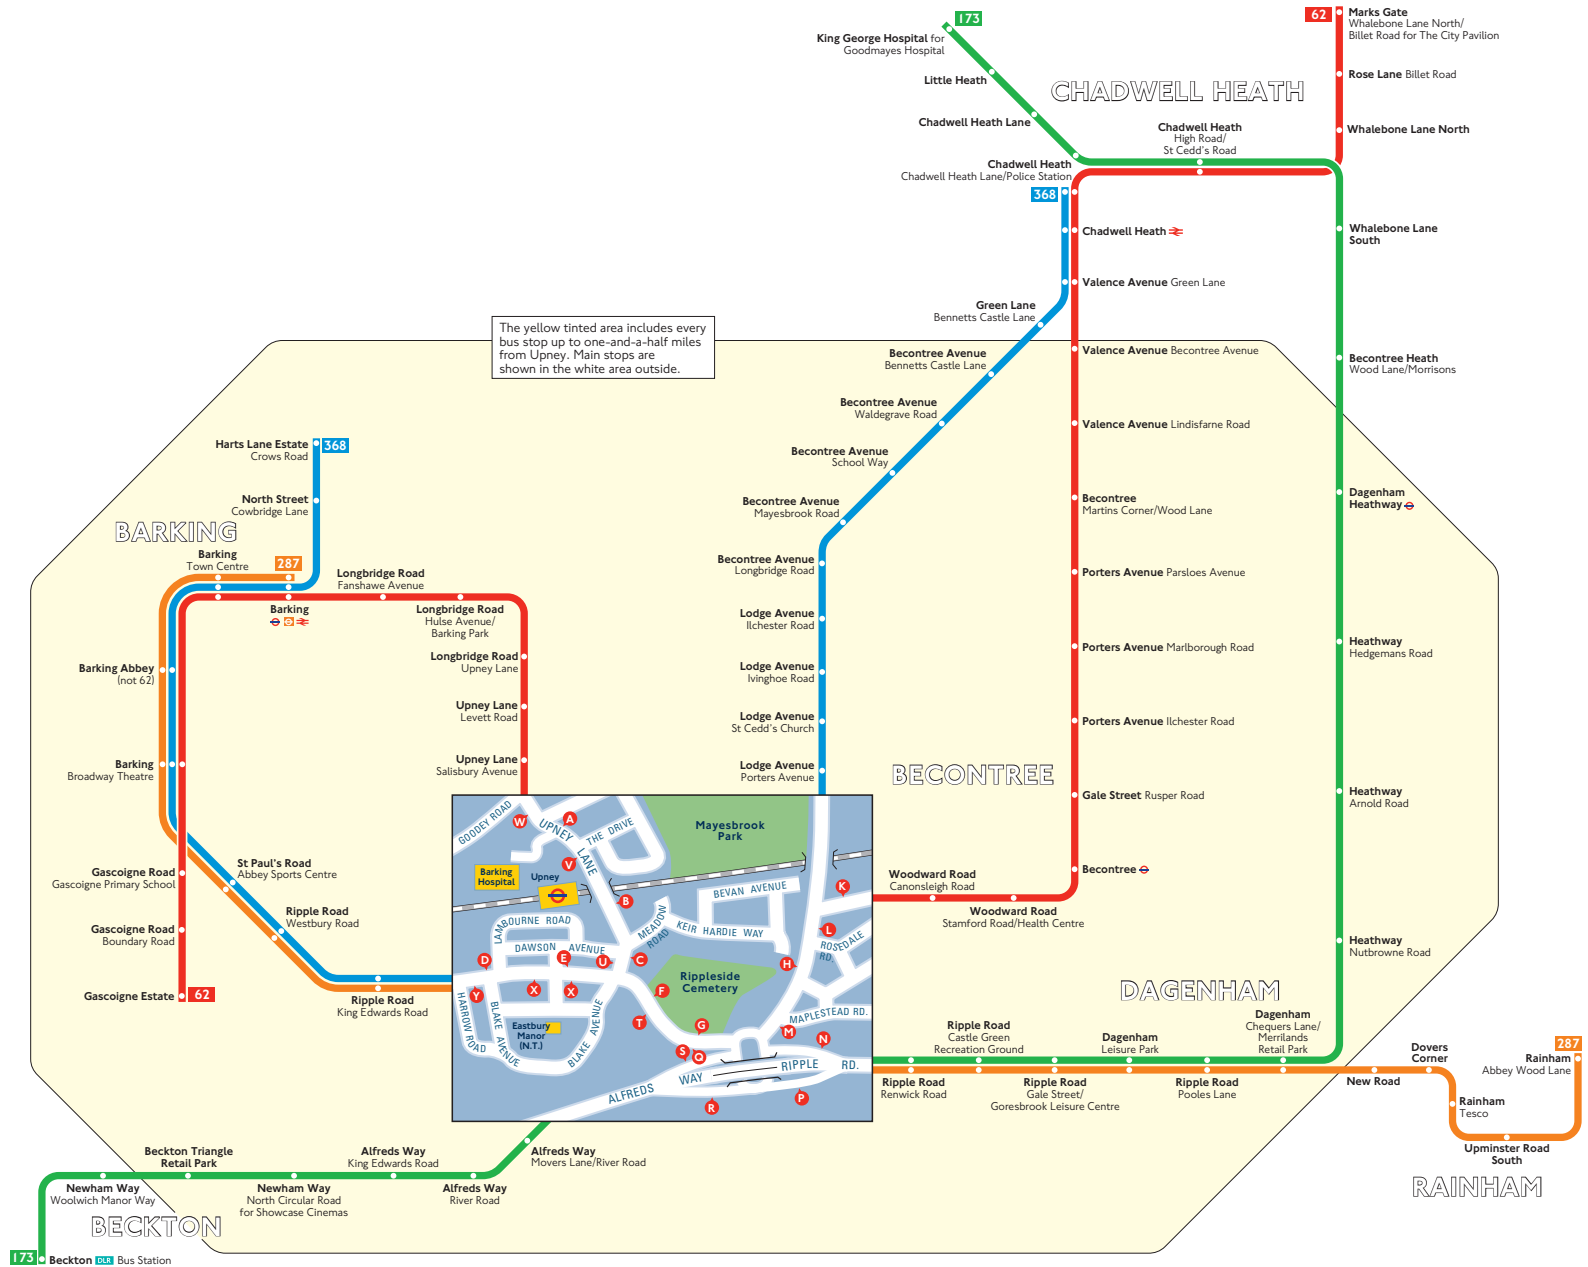 173
King George Hospital for
Goodmayes Hospital
Little Heath
Chadwell Heath Lane
CHADWELL HEATH
62
Marks Gate
Whalebone Lane North/
Billet Road for The City Pavilion
Rose Lane Billet Road
Whalebone Lane North
Chadwell Heath
High Road/
St Cedd's Road
Chadwell Heath
Chadwell Heath Lane/Police Station
368
Chadwell Heath
Whalebone Lane
South
Valence Avenue Green Lane
Green Lane
Bennetts Castle Lane
The yellow tinted area includes every
bus stop up to one-and-a-half miles
from Upney. Main stops are
shown in the white area outside.
Becontree Avenue
Bennetts Castle Lane
Valence Avenue Becontree Avenue
Becontree Heath
Wood Lane/Morrisons
Becontree Avenue
Waldegrave Road
Valence Avenue Lindisfarne Road
Becontree Avenue
School Way
Becontree Avenue
Mayesbrook Road
Becontree
Martins Corner/Wood Lane
Dagenham
Heathway
Harts Lane Estate
Crows Road
368
North Street
Cowbridge Lane
BARKING
Barking
Town Centre
287
Longbridge Road
Fanshawe Avenue
Barking
Longbridge Road
Hulse Avenue/
Barking Park
Longbridge Road
Upney Lane
Upney Lane
Levett Road
Upney Lane
Salisbury Avenue
Barking Abbey
(not 62)
Barking
Broadway Theatre
Becontree Avenue
Longbridge Road
Lodge Avenue
Ilchester Road
Lodge Avenue
Ivinghoe Road
Lodge Avenue
St Cedd's Church
Lodge Avenue
Porters Avenue
Porters Avenue Parsloes Avenue
Porters Avenue Marlborough Road
Porters Avenue Ilchester Road
BECONTREE
Gale Street Rusper Road
Becontree
Heathway
Hedgemans Road
Heathway
Arnold Road
Heathway
Nutbrowne Road
Gascoigne Road
Gascoigne Primary School
St Paul's Road
Abbey Sports Centre
Ripple Road
Westbury Road
Gascoigne Road
Boundary Road
Gascoigne Estate
62
Ripple Road
King Edwards Road
GOODEY ROAD
W
UPNEY
LANE
A
THE DRIVE
V
Mayesbrook
Park
Barking
Hospital
Upney
B
BEVAN AVENUE
K
LAMBOURNE ROAD
MEADOW
ROAD
KEIR HARDIE WAY
L
ROSEDALE
RD.
DAWSON AVENUE
D
E
U
C
H
Rippleside
Cemetery
Y
X
X
F
HARROW ROAD
BLAKE AVENUE
BLAKE AVENUE
Eastbury
Manor
(N.T.)
T
G
MAPLESTEAD RD.
M
N
S
Q
ALFREDS
WAY
RIPPLE
RD.
R
P
Woodward Road
Canonsleigh Road
Woodward Road
Stamford Road/Health Centre
DAGENHAM
Ripple Road
Castle Green
Recreation Ground
Dagenham
Leisure Park
Dagenham
Chequers Lane/
Merrilands
Retail Park
Ripple Road
Renwick Road
Ripple Road
Gale Street/
Goresbrook Leisure Centre
Ripple Road
Pooles Lane
New Road
Dovers
Corner
287
Rainham
Abbey Wood Lane
Rainham
Tesco
Upminster Road
South
RAINHAM
Beckton Triangle
Retail Park
Alfreds Way
King Edwards Road
Alfreds Way
Movers Lane/River Road
Newham Way
Woolwich Manor Way
Newham Way
North Circular Road
for Showcase Cinemas
Alfreds Way
River Road
BECKTON
173
Beckton DLR Bus Station